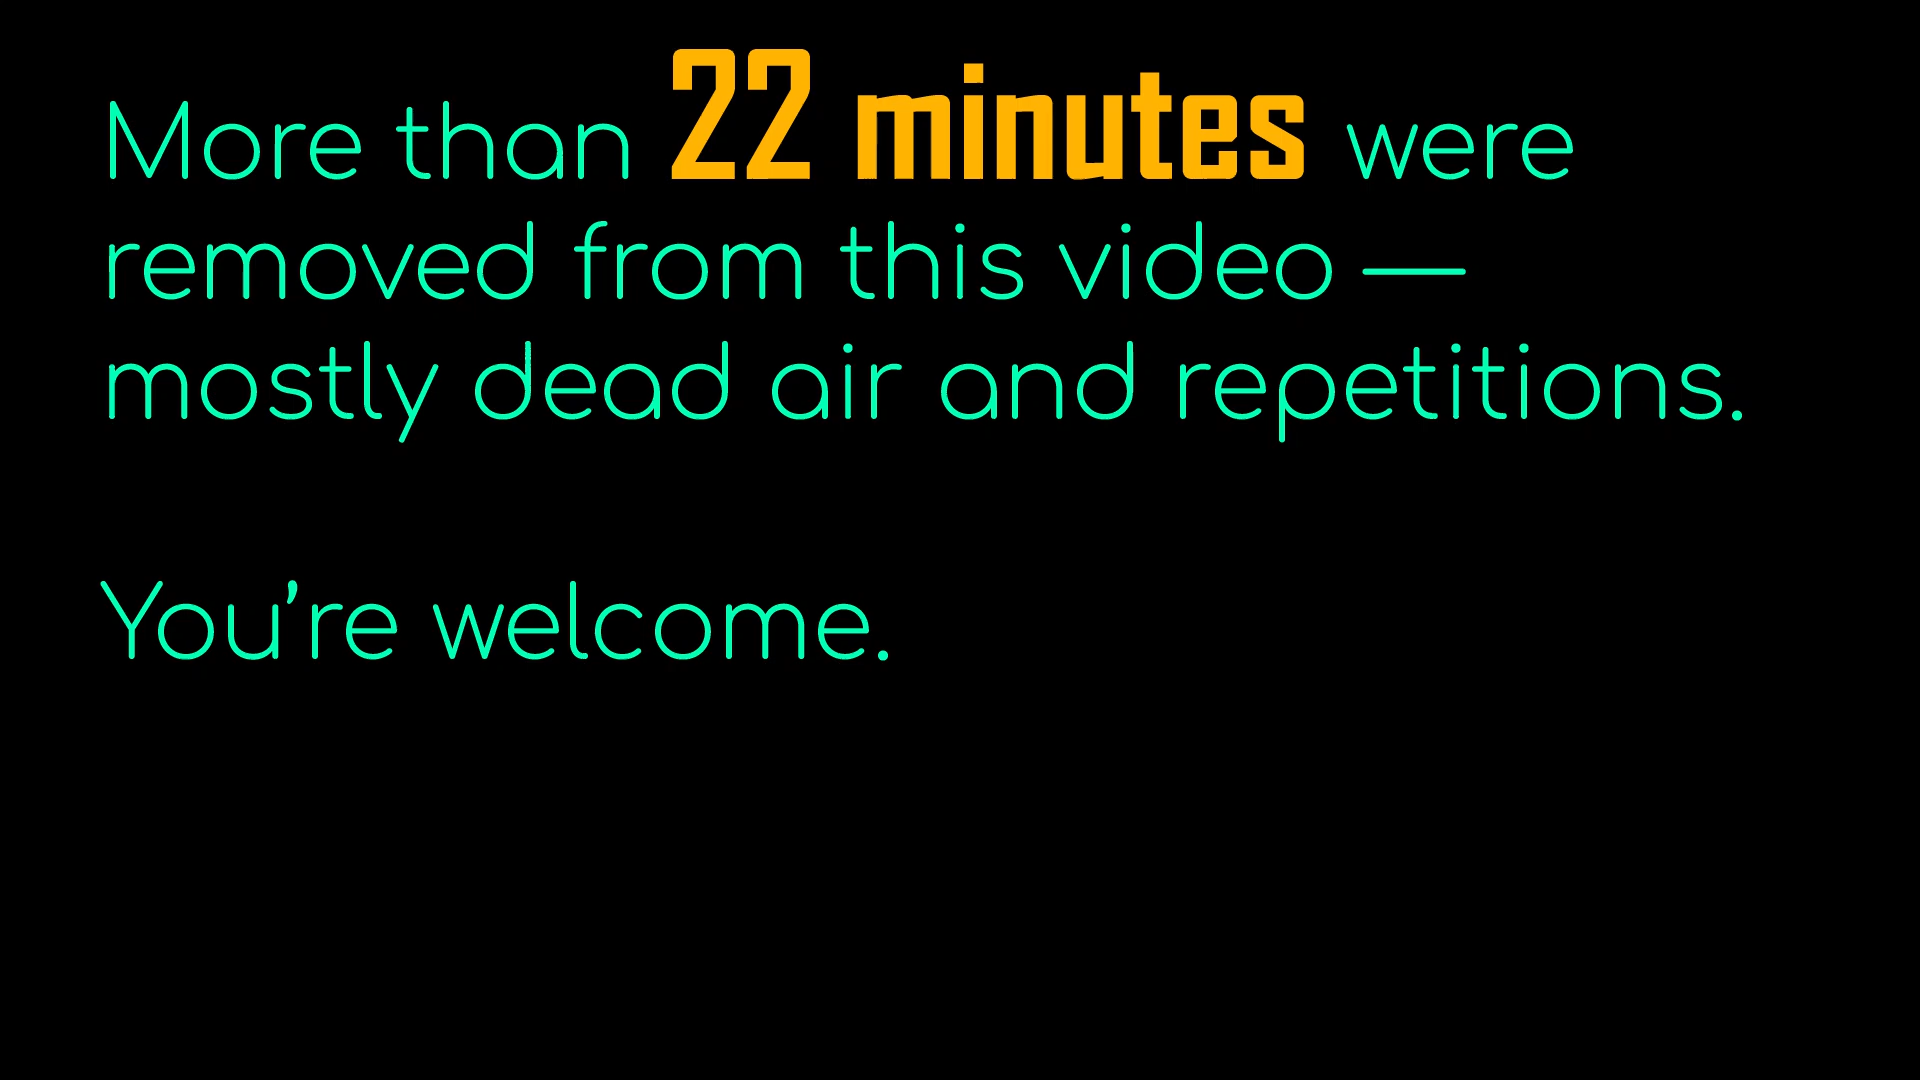 More than 22 minutes were
removed from this video —
mostly dead air and repetitions.
You’re welcome.